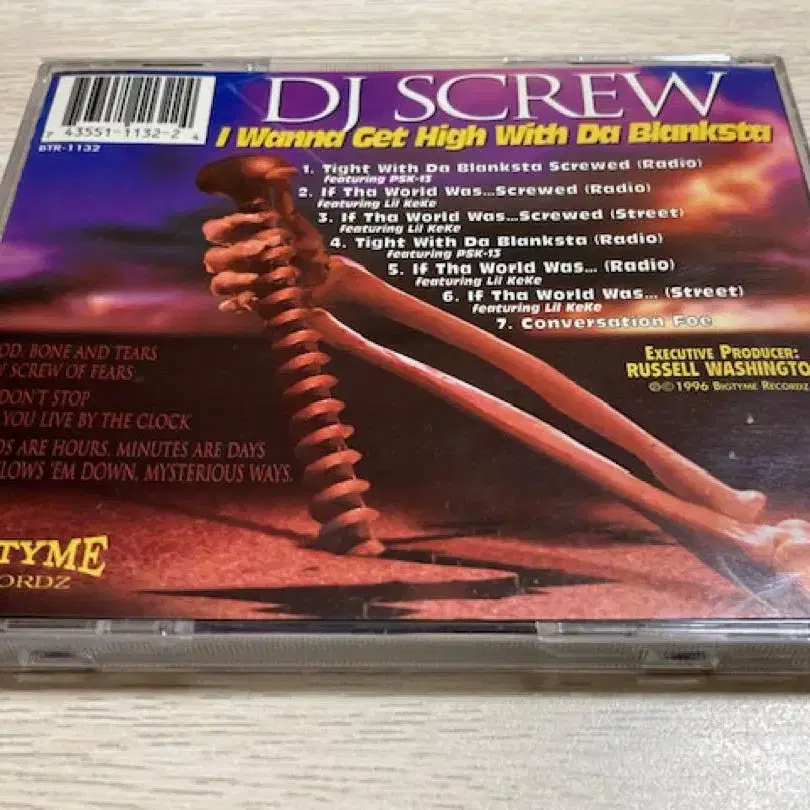 DJ SCREW
I Wanna Get High With Da Blanksta
7 43551-1132-2 4
BTR-1132
1. Tight With Da Blanksta Screwed (Radio)
featuring PSK-13
2. If Tha World Was...Screwed (Radio)
featuring Lil KeKe
3. If Tha World Was...Screwed (Street)
featuring Lil KeKe
4. Tight With Da Blanksta (Radio)
featuring PSK-13
5. If Tha World Was... (Radio)
featuring Lil KeKe
6. If Tha World Was... (Street)
featuring Lil KeKe
7. Conversation Foe
EXECUTIVE PRODUCER:
RUSSELL WASHINGTO
©© 1996 BIGTYME RECORDZ
OD, BONE AND TEARS
SCREW OF FEARS
DON'T STOP
YOU LIVE BY THE CLOCK
DS ARE HOURS, MINUTES ARE DAYS
LOWS 'EM DOWN, MYSTERIOUS WAYS.
TYME
ORDZ